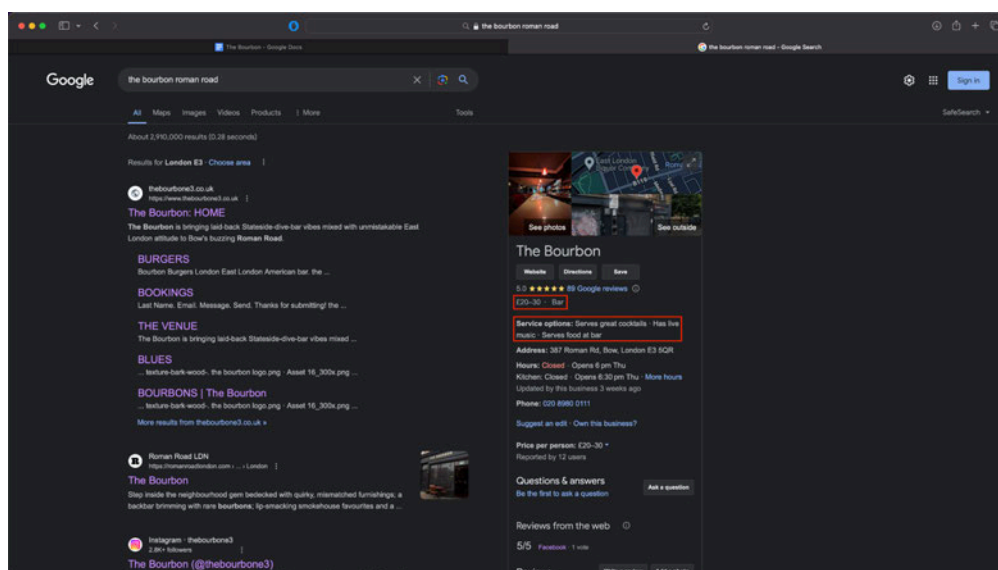 the bourbon roman road
The Bourbon - Google Docs
the bourbon roman road - Google Search
Google
the bourbon roman road
Sign in
All Maps Images Videos Products More
Tools
SafeSearch
About 2,910,000 results (0.28 seconds)
Results for London E3 · Choose area
thebourbone3.co.uk
https://www.thebourbone3.co.uk
The Bourbon: HOME
The Bourbon is bringing laid-back Stateside-dive-bar vibes mixed with unmistakable East
London attitude to Bow's buzzing Roman Road.
BURGERS
Bourbon Burgers London East London American bar. the ...
BOOKINGS
Last Name. Email. Message. Send. Thanks for submitting! the ...
THE VENUE
The Bourbon is bringing laid-back Stateside-dive-bar vibes mixed ...
BLUES
... texture-bark-wood-. the bourbon logo.png · Asset 16_300x.png ...
BOURBONS | The Bourbon
... texture-bark-wood-. the bourbon logo.png · Asset 16_300x.png ...
More results from thebourbone3.co.uk »
Roman Road LDN
https://romanroadlondon.com › ... › London
The Bourbon
Step inside the neighbourhood gem bedecked with quirky, mismatched furnishings; a
backbar brimming with rare bourbons; lip-smacking smokehouse favourites and a ...
Instagram · thebourbone3
2.8K+ followers
The Bourbon (@thebourbone3)
East London
Liquor Company
Roman
B119
See photos
See outside
The Bourbon
Website Directions Save
5.0 ★★★★★ 89 Google reviews
£20–30 · Bar
Service options: Serves great cocktails · Has live
music · Serves food at bar
Address: 387 Roman Rd, Bow, London E3 5QR
Hours: Closed · Opens 6 pm Thu
Kitchen: Closed · Opens 6:30 pm Thu · More hours
Updated by this business 3 weeks ago
Phone: 020 8980 0111
Suggest an edit · Own this business?
Price per person: £20–30
Reported by 12 users
Questions & answers
Be the first to ask a question
Ask a question
Reviews from the web
5/5 Facebook · 1 vote